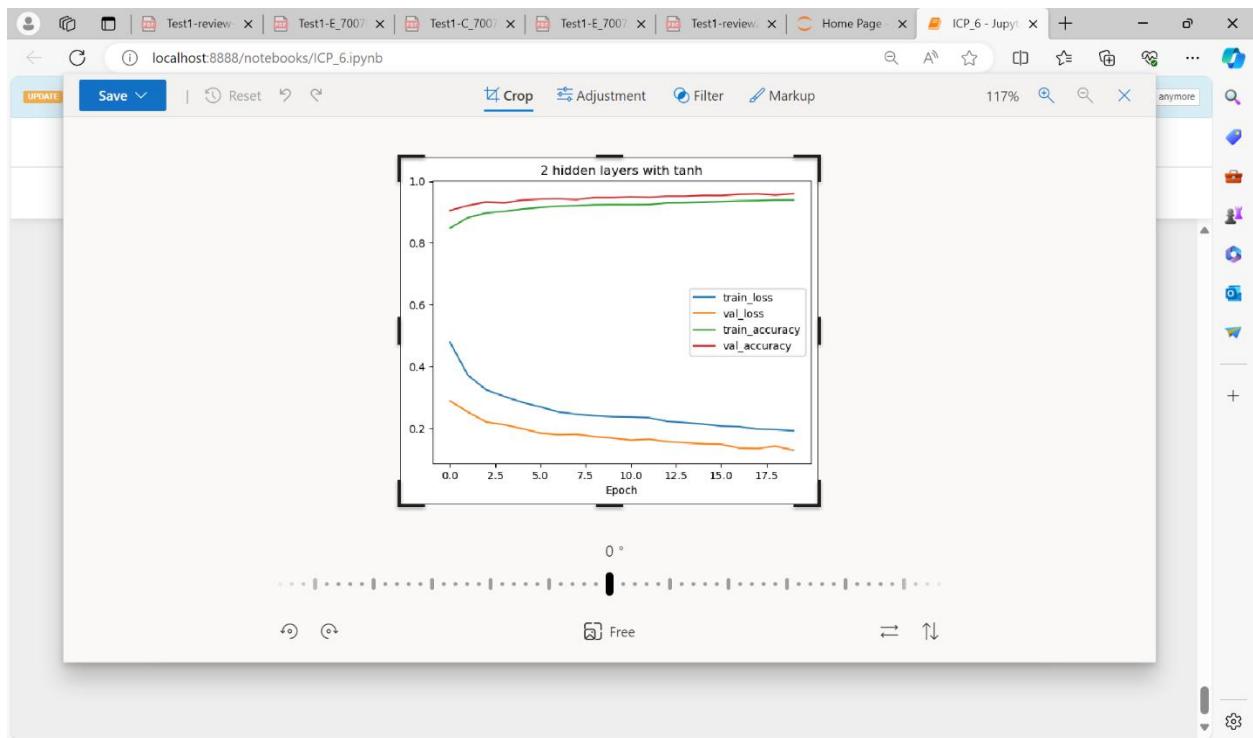 Test1-review- Test1-E_7007 Test1-C_7007 Test1-E_7007 Test1-review. Home Page - ICP_6 - Jupyt
localhost:8888/notebooks/ICP_6.ipynb
UPDATE Save Reset Crop Adjustment Filter Markup 117% anymore
2 hidden layers with tanh
1.0
0.8
0.6
0.4
0.2
train_loss
val_loss
train_accuracy
val_accuracy
0.0 2.5 5.0 7.5 10.0 12.5 15.0 17.5
Epoch
0 °
Free